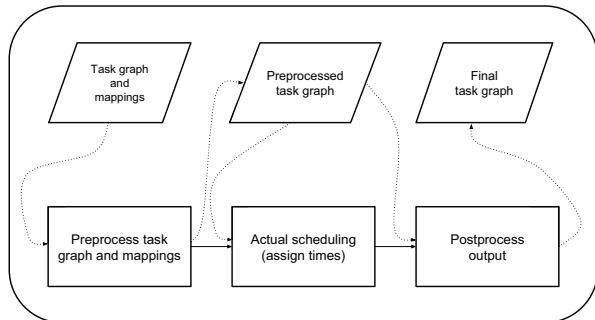 Task graph
and
mappings
Preprocessed
task graph
Final
task graph
Preprocess task
graph and mappings
Actual scheduling
(assign times)
Postprocess
output